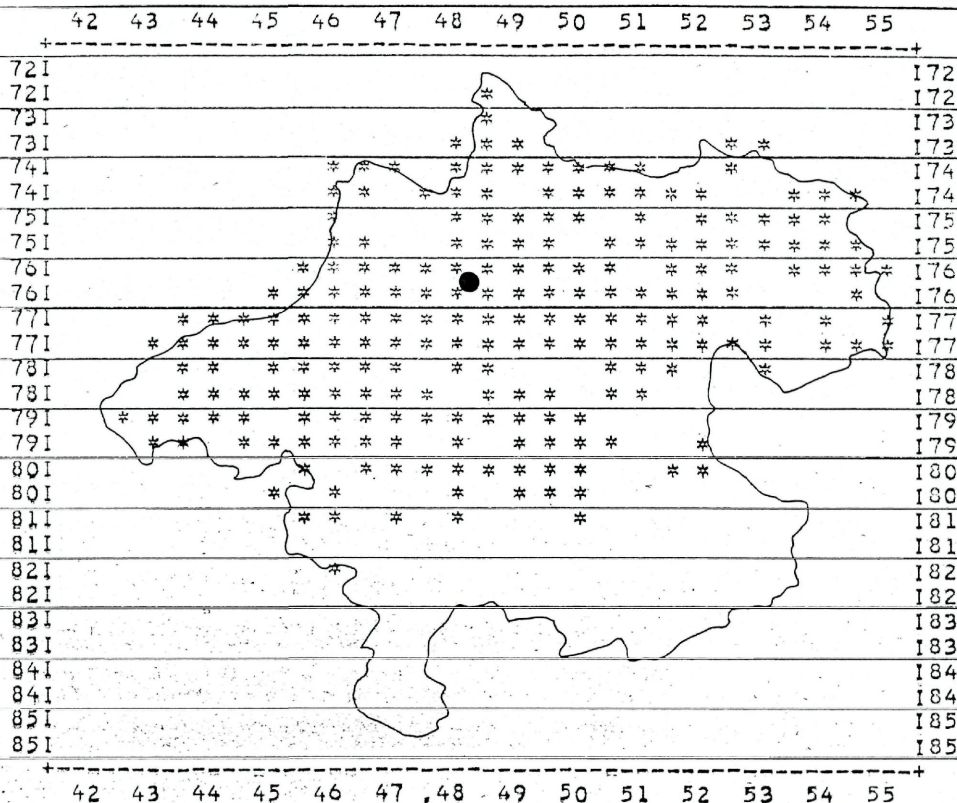 42 43 44 45 46 47 48 49 50 51 52 53 54 55
72I I72
72I I72
73I I73
73I I73
74I I74
74I I74
75I I75
75I I75
76I I76
76I I76
77I I77
77I I77
78I I78
78I I78
79I I79
79I I79
80I I80
80I I80
81I I81
81I I81
82I I82
82I I82
83I I83
83I I83
84I I84
84I I84
85I I85
85I I85
42 43 44 45 46 47 48 49 50 51 52 53 54 55